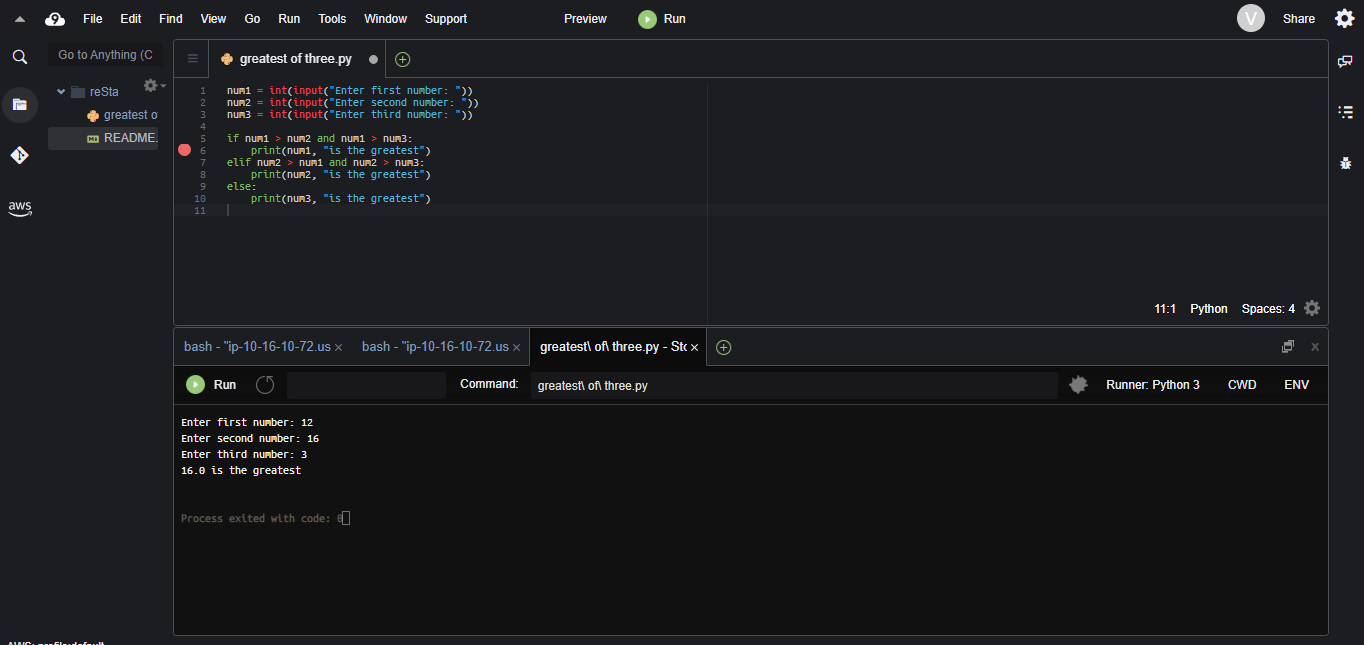 9 File Edit Find View Go Run Tools Window Support Preview Run V Share
Go to Anything (C
greatest of three.py
reSta
greatest o
README.
aws
1 num1 = int(input("Enter first number: "))
2 num2 = int(input("Enter second number: "))
3 num3 = int(input("Enter third number: "))
4
5 if num1 > num2 and num1 > num3:
6 print(num1, "is the greatest")
7 elif num2 > num1 and num2 > num3:
8 print(num2, "is the greatest")
9 else:
10 print(num3, "is the greatest")
11
11:1 Python Spaces: 4
bash - "ip-10-16-10-72.us × bash - "ip-10-16-10-72.us × greatest\ of\ three.py - Sto ×
Run Command: greatest\ of\ three.py Runner: Python 3 CWD ENV
Enter first number: 12
Enter second number: 16
Enter third number: 3
16.0 is the greatest
Process exited with code: 0
AWS: profile:default